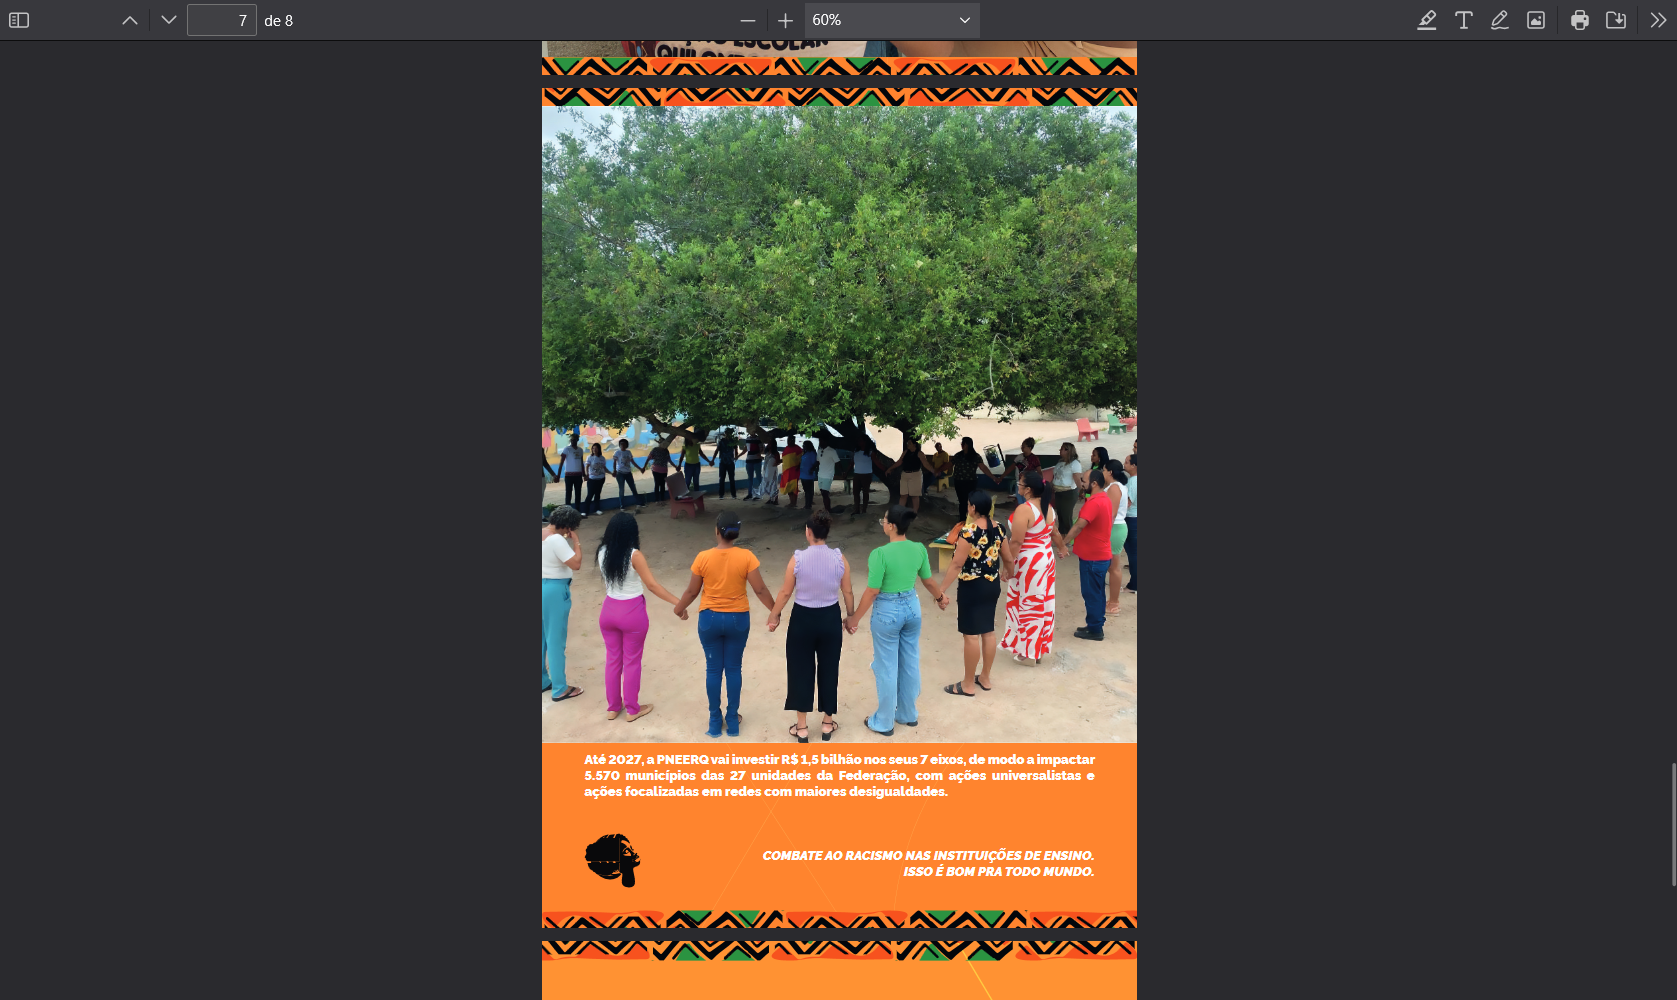 7 de 8
60%
ESCOLAR
Até 2027, a PNEERQ vai investir R$ 1,5 bilhão nos seus 7 eixos, de modo a impactar
5.570 municípios das 27 unidades da Federação, com ações universalistas e
ações focalizadas em redes com maiores desigualdades.
COMBATE AO RACISMO NAS INSTITUIÇÕES DE ENSINO.
ISSO É BOM PRA TODO MUNDO.